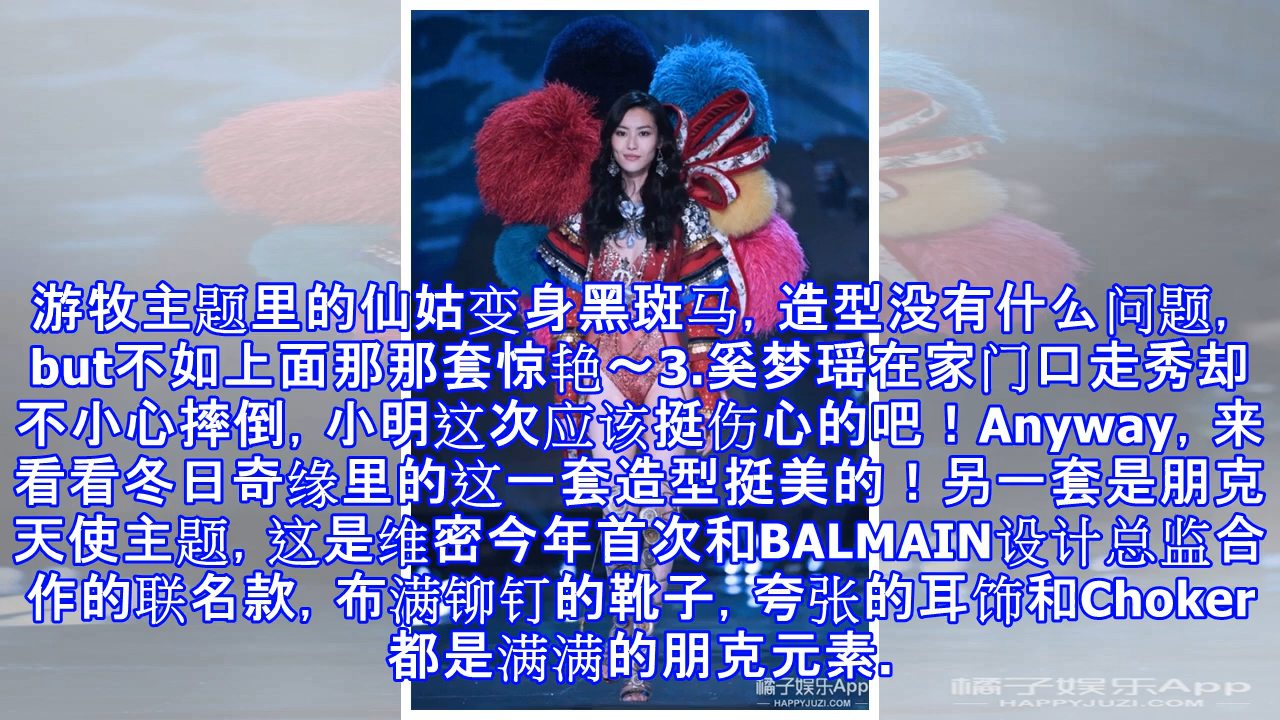 游牧主题里的仙姑变身黑斑马, 造型没有什么问题,
but不如上面那那套惊艳～3.奚梦瑶在家门口走秀却
不小心摔倒, 小明这次应该挺伤心的吧！Anyway, 来
看看冬日奇缘里的这一套造型挺美的！另一套是朋克
天使主题, 这是维密今年首次和BALMAIN设计总监合
作的联名款, 布满铆钉的靴子, 夸张的耳饰和Choker
都是满满的朋克元素.
橘子娱乐App
HAPPYJUZI.COM
橘子娱乐App
HAPPYJUZI.COM